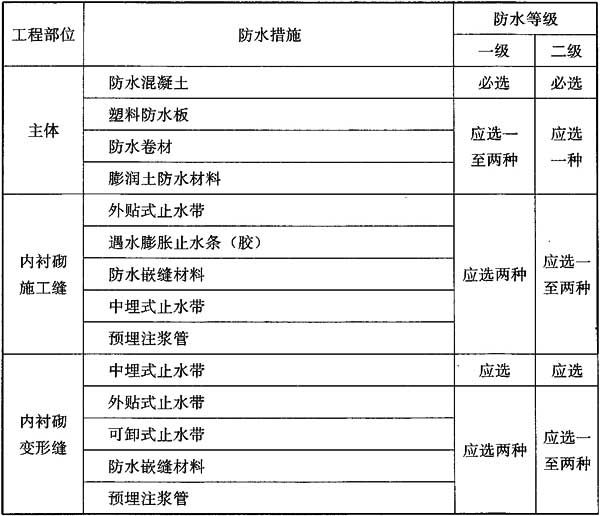 工程部位
防水措施
防水等级
一级
二级
主体
防水混凝土
必选
必选
塑料防水板
防水卷材
膨润土防水材料
应选一
至两种
应选
一种
内衬砌
施工缝
外贴式止水带
遇水膨胀止水条（胶）
防水嵌缝材料
中埋式止水带
预埋注浆管
应选两种
应选一
至两种
内衬砌
变形缝
中埋式止水带
应选
应选
外贴式止水带
可卸式止水带
防水嵌缝材料
预埋注浆管
应选两种
应选一
至两种